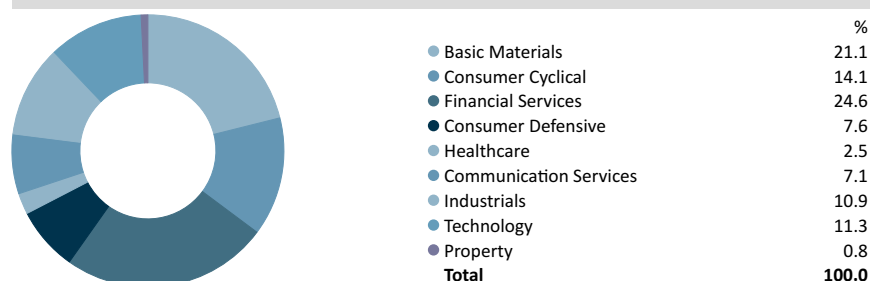 %
Basic Materials 21.1
Consumer Cyclical 14.1
Financial Services 24.6
Consumer Defensive 7.6
Healthcare 2.5
Communication Services 7.1
Industrials 10.9
Technology 11.3
Property 0.8
Total 100.0